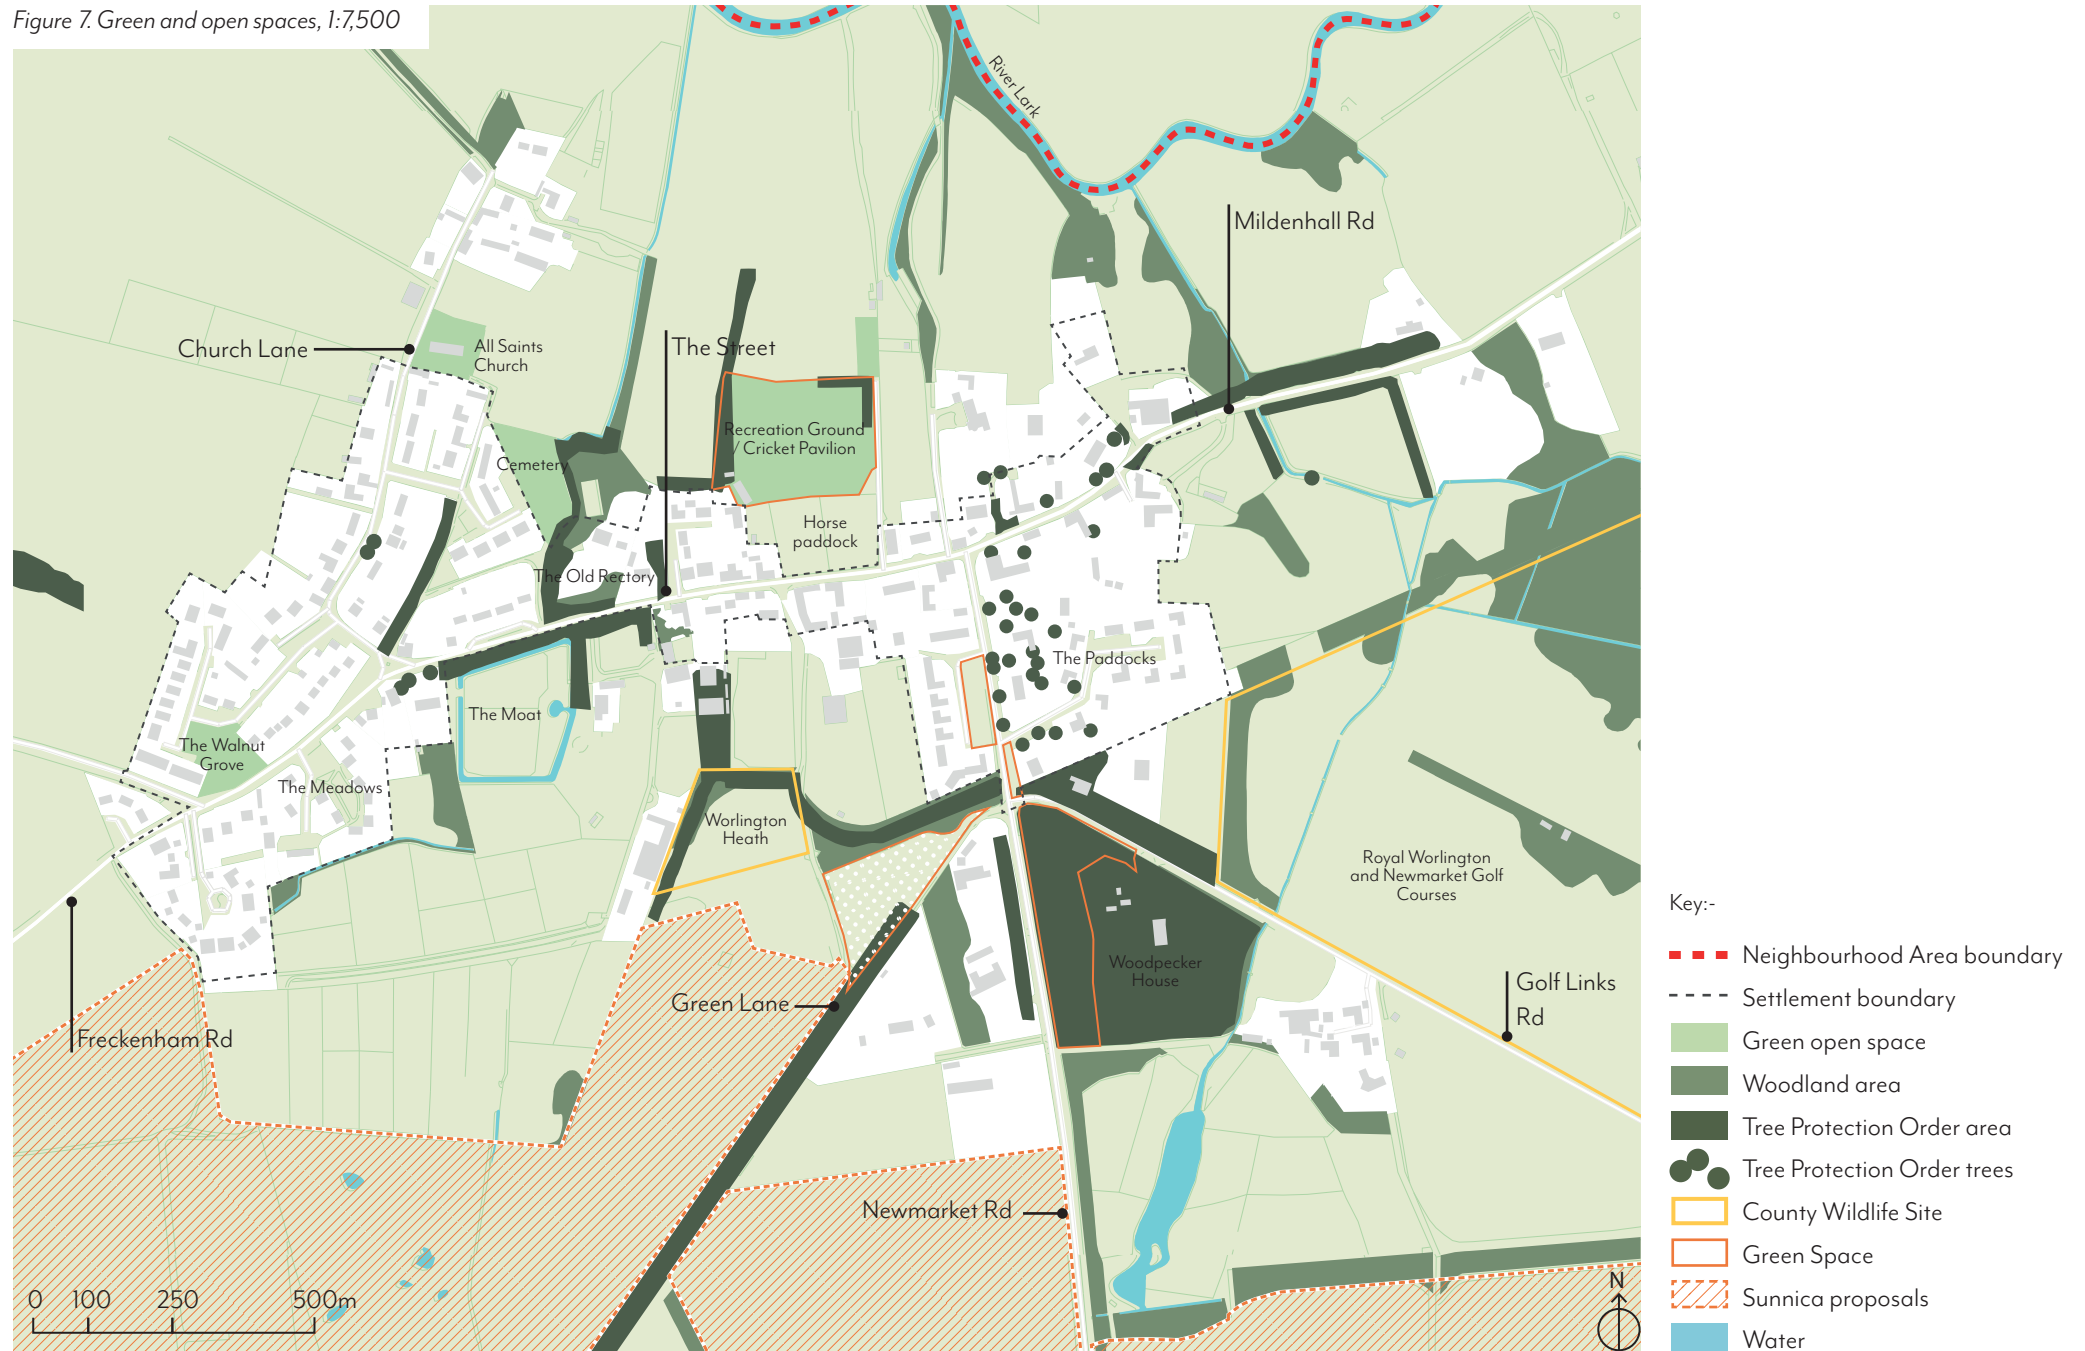 Figure 7. Green and open spaces, 1:7,500
River Lark
Mildenhall Rd
Church Lane
All Saints
Church
The Street
Recreation Ground
/ Cricket Pavilion
Cemetery
Horse
paddock
The Old Rectory
The Paddocks
The Moat
The Walnut
Grove
The Meadows
Worlington
Heath
Royal Worlington
and Newmarket Golf
Courses
Woodpecker
House
Green Lane
Golf Links
Rd
Freckenham Rd
Newmarket Rd
0 100 250 500m
N
Key:-
Neighbourhood Area boundary
Settlement boundary
Green open space
Woodland area
Tree Protection Order area
Tree Protection Order trees
County Wildlife Site
Green Space
Sunnica proposals
Water